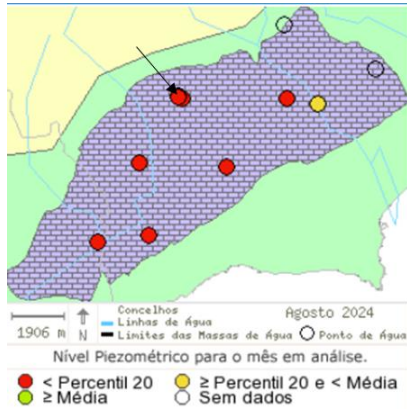 Concelhos
Linhas de Água
Limites das Massas de Água
Agosto 2024
Ponto de Água
1906 m
N
Nível Piezométrico para o mês em análise.
< Percentil 20
≥ Percentil 20 e < Média
≥ Média
Sem dados